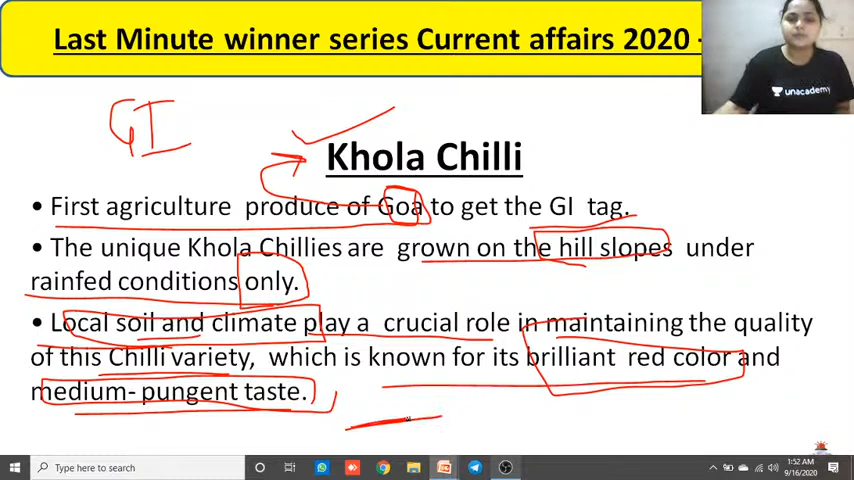 Last Minute winner series Current affairs 2020 -
unacademy
GI
Khola Chilli
• First agriculture produce of Goa to get the GI tag.
• The unique Khola Chillies are grown on the hill slopes under
rainfed conditions only.
• Local soil and climate play a crucial role in maintaining the quality
of this Chilli variety, which is known for its brilliant red color and
medium- pungent taste.
Type here to search
1:52 AM
9/16/2020